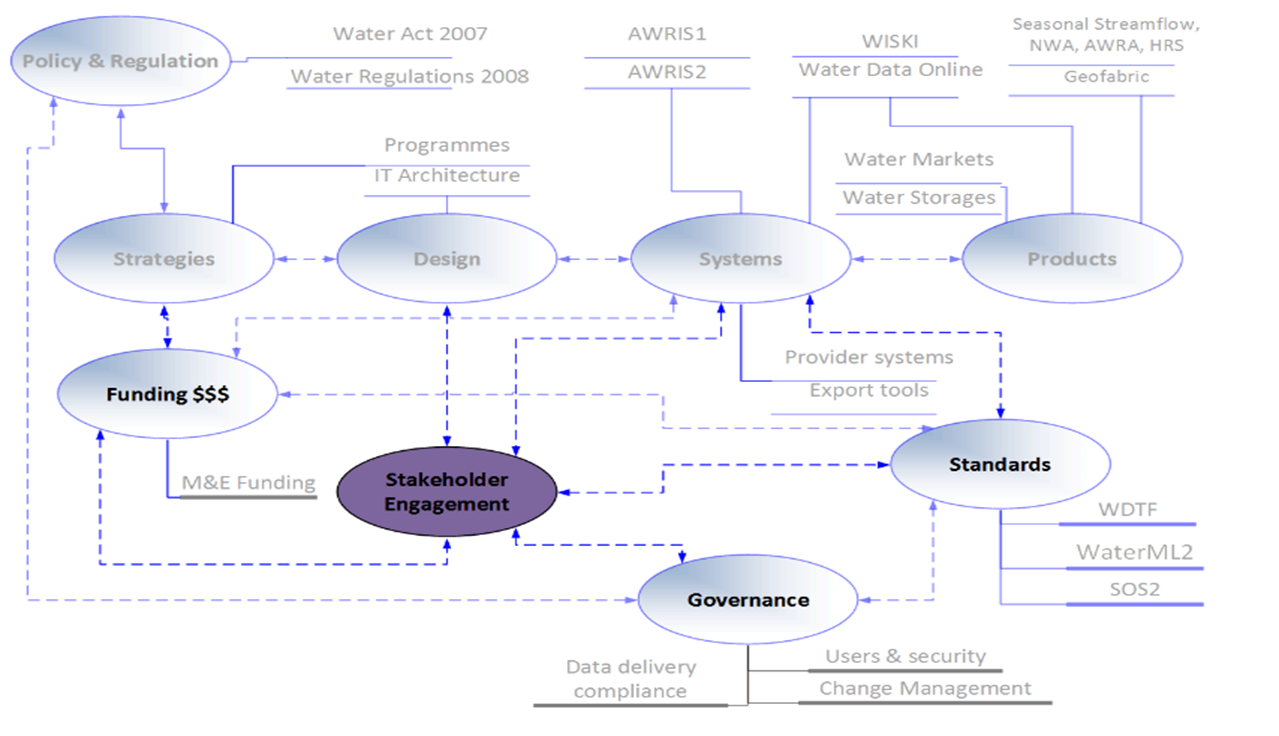 Seasonal Streamflow,
NWA, AWRA, HRS
Water Act 2007
AWRIS1
WISKI
Policy & Regulation
Water Regulations 2008
AWRIS2
Water Data Online
Geofabric
Programmes
IT Architecture
Water Markets
Water Storages
Strategies
Design
Systems
Products
Provider systems
Export tools
Funding $$$
M&E Funding
Stakeholder
Engagement
Standards
WDTF
WaterML2
SOS2
Governance
Data delivery
compliance
Users & security
Change Management